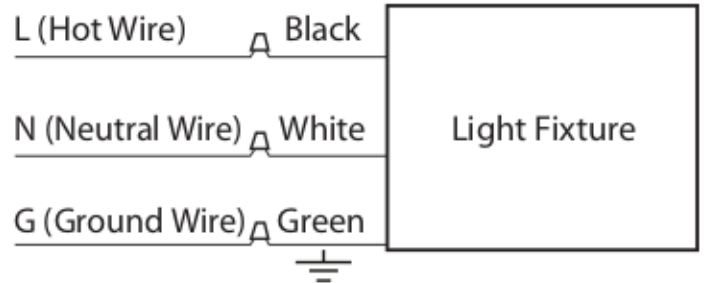 L (Hot Wire) Black
N (Neutral Wire) White Light Fixture
G (Ground Wire) Green